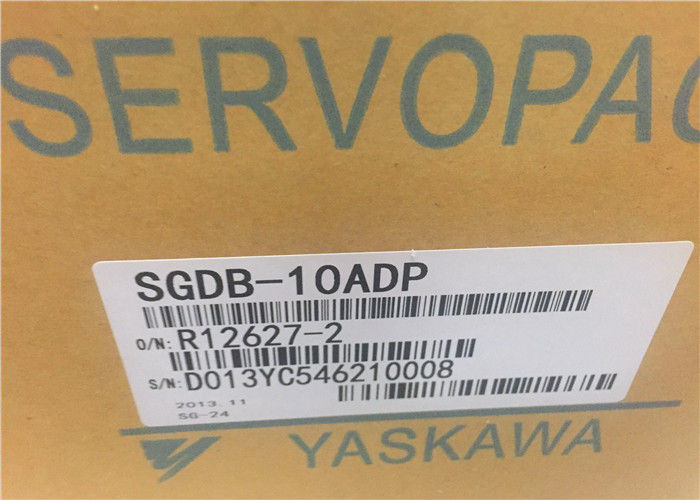 SERVOPAC
SGDB-10ADP
O/N: R12627-2
S/N: D013YC546210008
2013.11
SG-24
YASKAWA